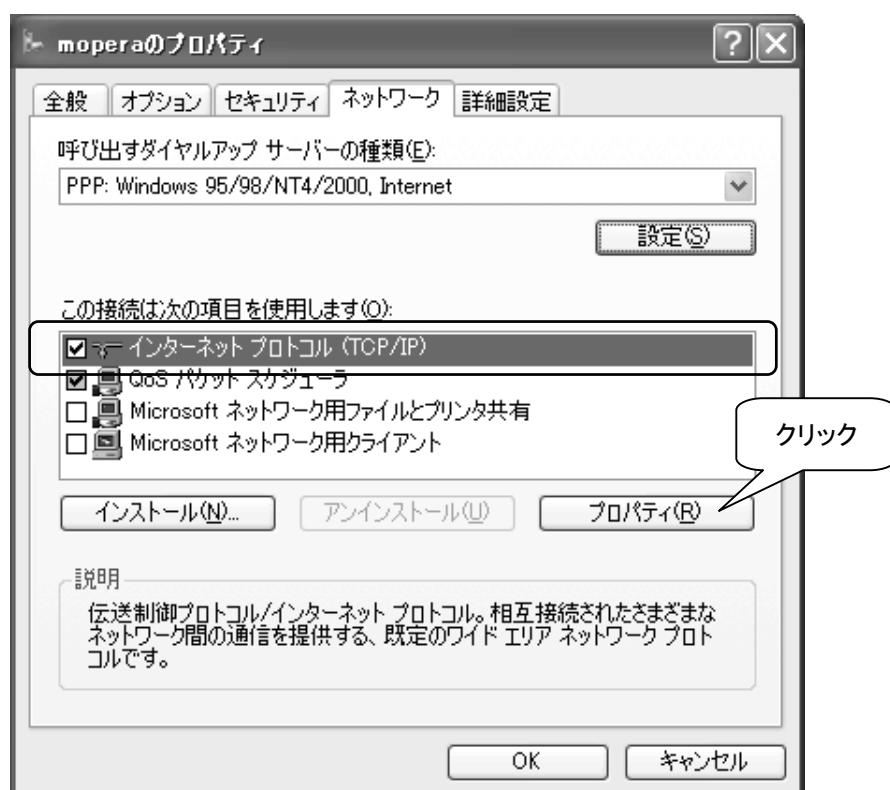 moperaのプロパティ
全般 オプション セキュリティ ネットワーク 詳細設定
呼び出すダイヤルアップ サーバーの種類(E):
PPP: Windows 95/98/NT4/2000, Internet
設定(S)
この接続は次の項目を使用します(O):
インターネット プロトコル (TCP/IP)
QoS パケット スケジューラ
Microsoft ネットワーク用ファイルとプリンタ共有
Microsoft ネットワーク用クライアント
クリック
インストール(N)... アンインストール(U) プロパティ(R)
説明
伝送制御プロトコル/インターネット プロトコル。相互接続されたさまざまな
ネットワーク間の通信を提供する、既定のワイド エリア ネットワーク プロト
コルです。
OK キャンセル